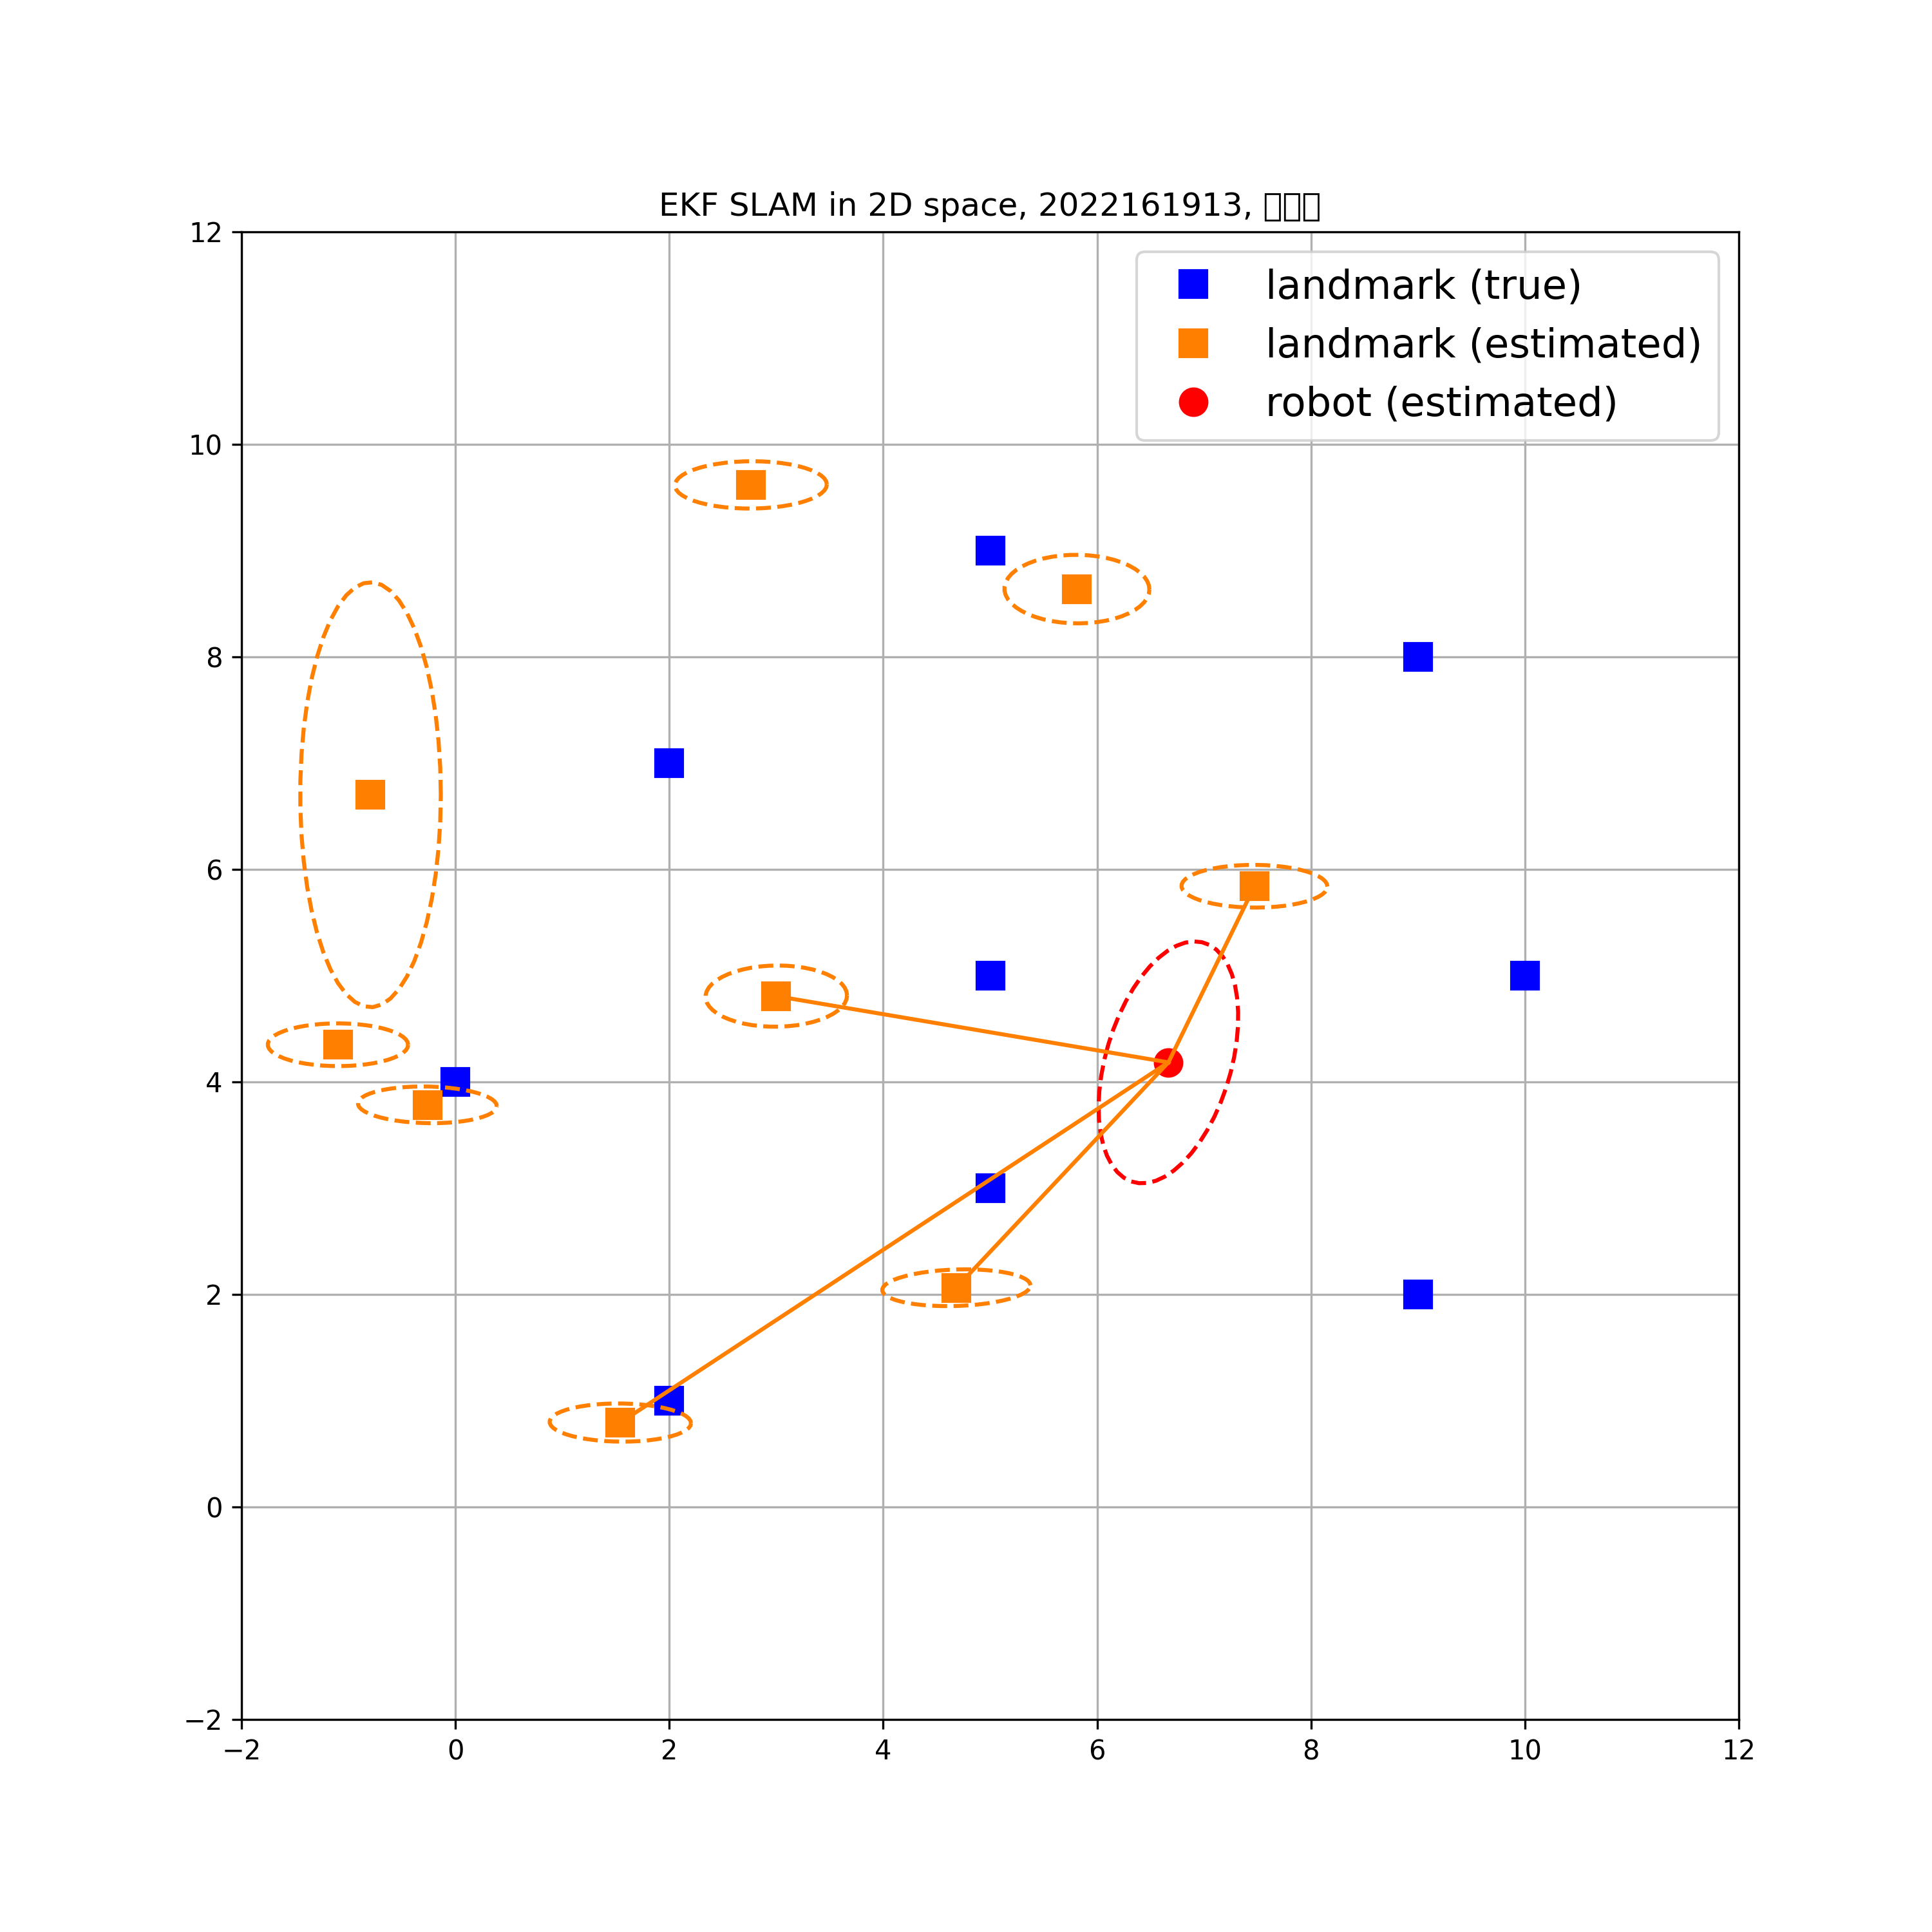 EKF SLAM in 2D space, 2022161913,
landmark (true)
landmark (estimated)
robot (estimated)
12
10
8
6
4
2
0
−2
−2 0 2 4 6 8 10 12